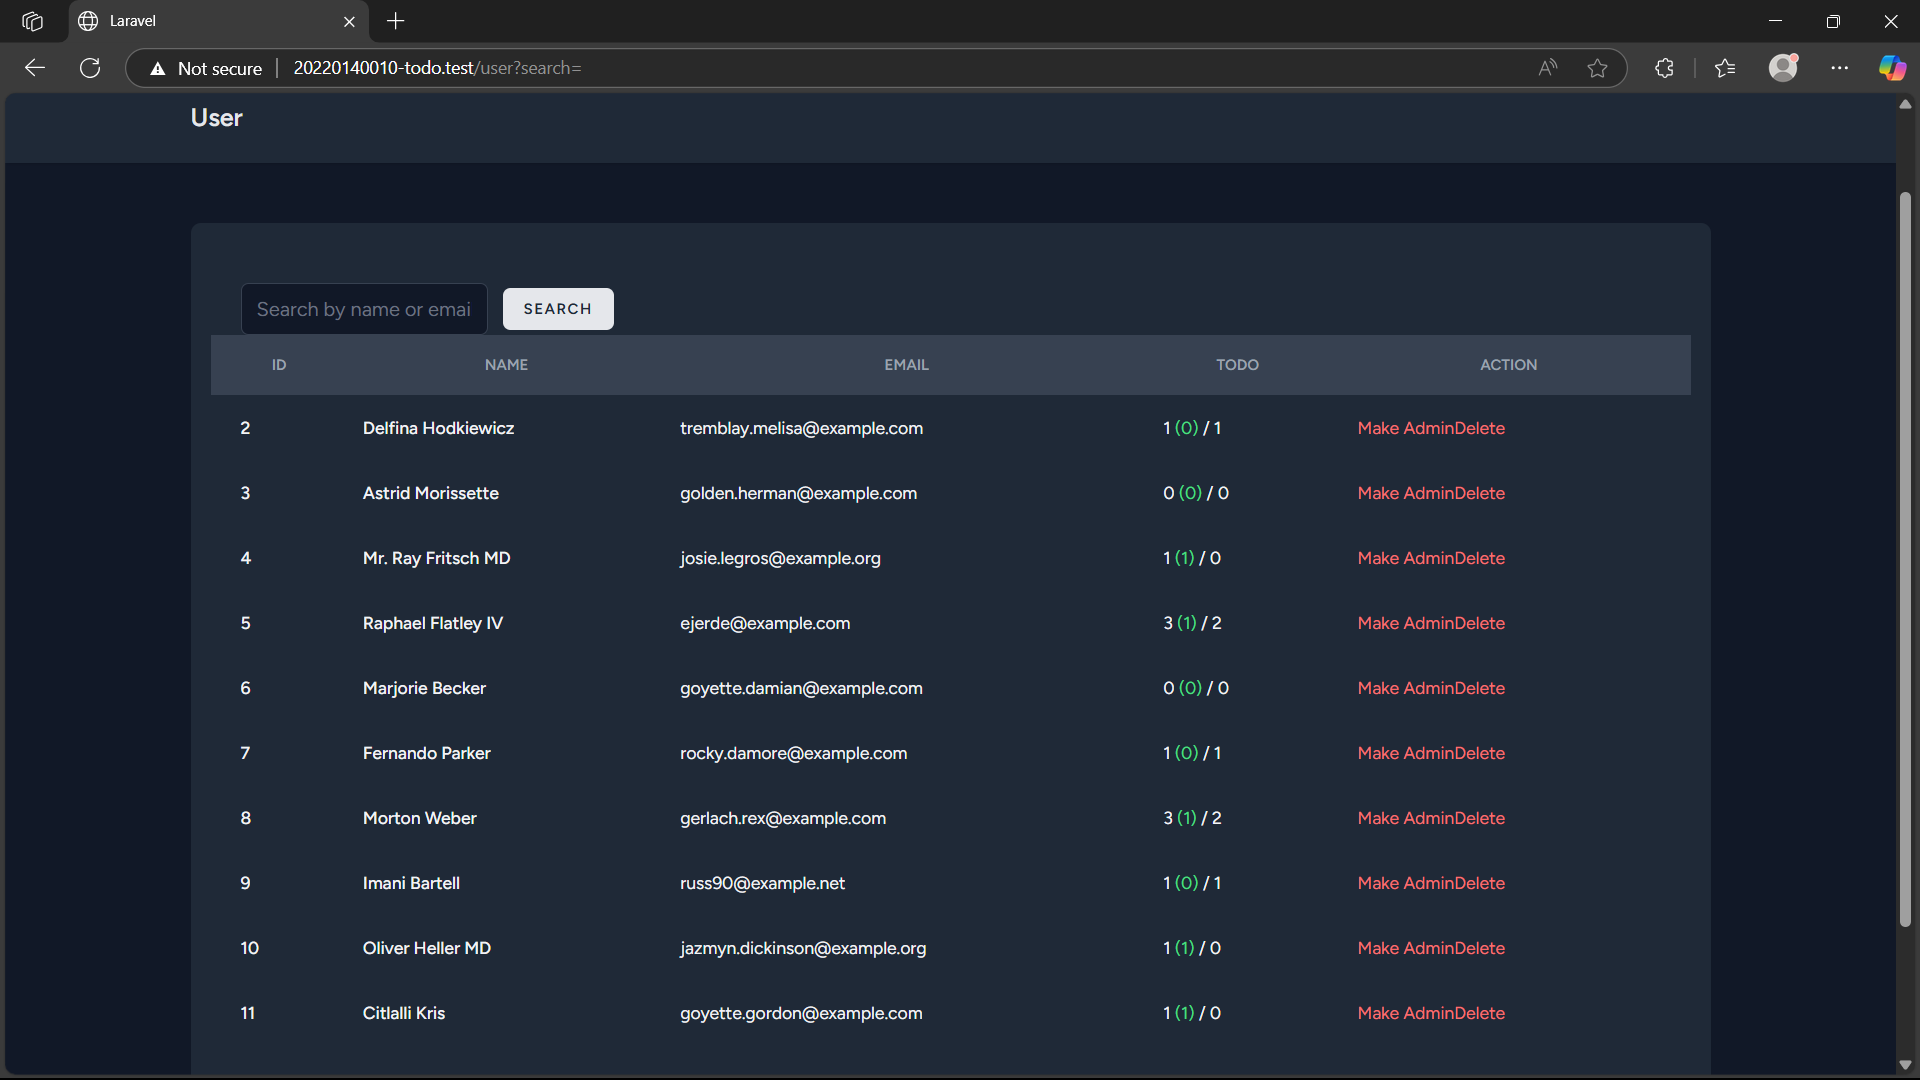 Laravel
Not secure 20220140010-todo.test/user?search=
User
Search by name or emai SEARCH
ID NAME EMAIL TODO ACTION
2 Delfina Hodkiewicz tremblay.melisa@example.com 1 (0) / 1 Make AdminDelete
3 Astrid Morissette golden.herman@example.com 0 (0) / 0 Make AdminDelete
4 Mr. Ray Fritsch MD josie.legros@example.org 1 (1) / 0 Make AdminDelete
5 Raphael Flatley IV ejerde@example.com 3 (1) / 2 Make AdminDelete
6 Marjorie Becker goyette.damian@example.com 0 (0) / 0 Make AdminDelete
7 Fernando Parker rocky.damore@example.com 1 (0) / 1 Make AdminDelete
8 Morton Weber gerlach.rex@example.com 3 (1) / 2 Make AdminDelete
9 Imani Bartell russ90@example.net 1 (0) / 1 Make AdminDelete
10 Oliver Heller MD jazmyn.dickinson@example.org 1 (1) / 0 Make AdminDelete
11 Citlalli Kris goyette.gordon@example.com 1 (1) / 0 Make AdminDelete